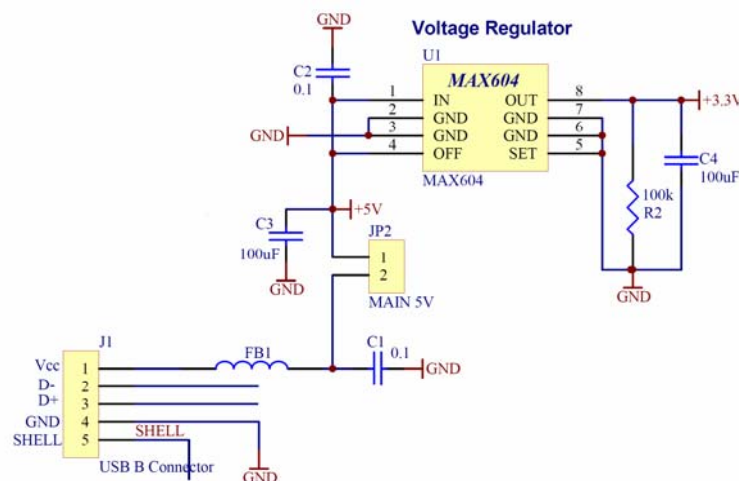 GND
Voltage Regulator
U1
C2
0.1
MAX604
1 IN OUT 8
2 GND GND 7
GND 3 GND GND 6
4 OFF SET 5
MAX604
+3.3V
C4
100uF
100k
R2
GND
+5V
C3
100uF
GND
JP2
1
2
MAIN 5V
J1
FB1
C1
0.1
GND
Vcc 1
D- 2
D+ 3
GND 4
SHELL 5
SHELL
USB B Connector
GND